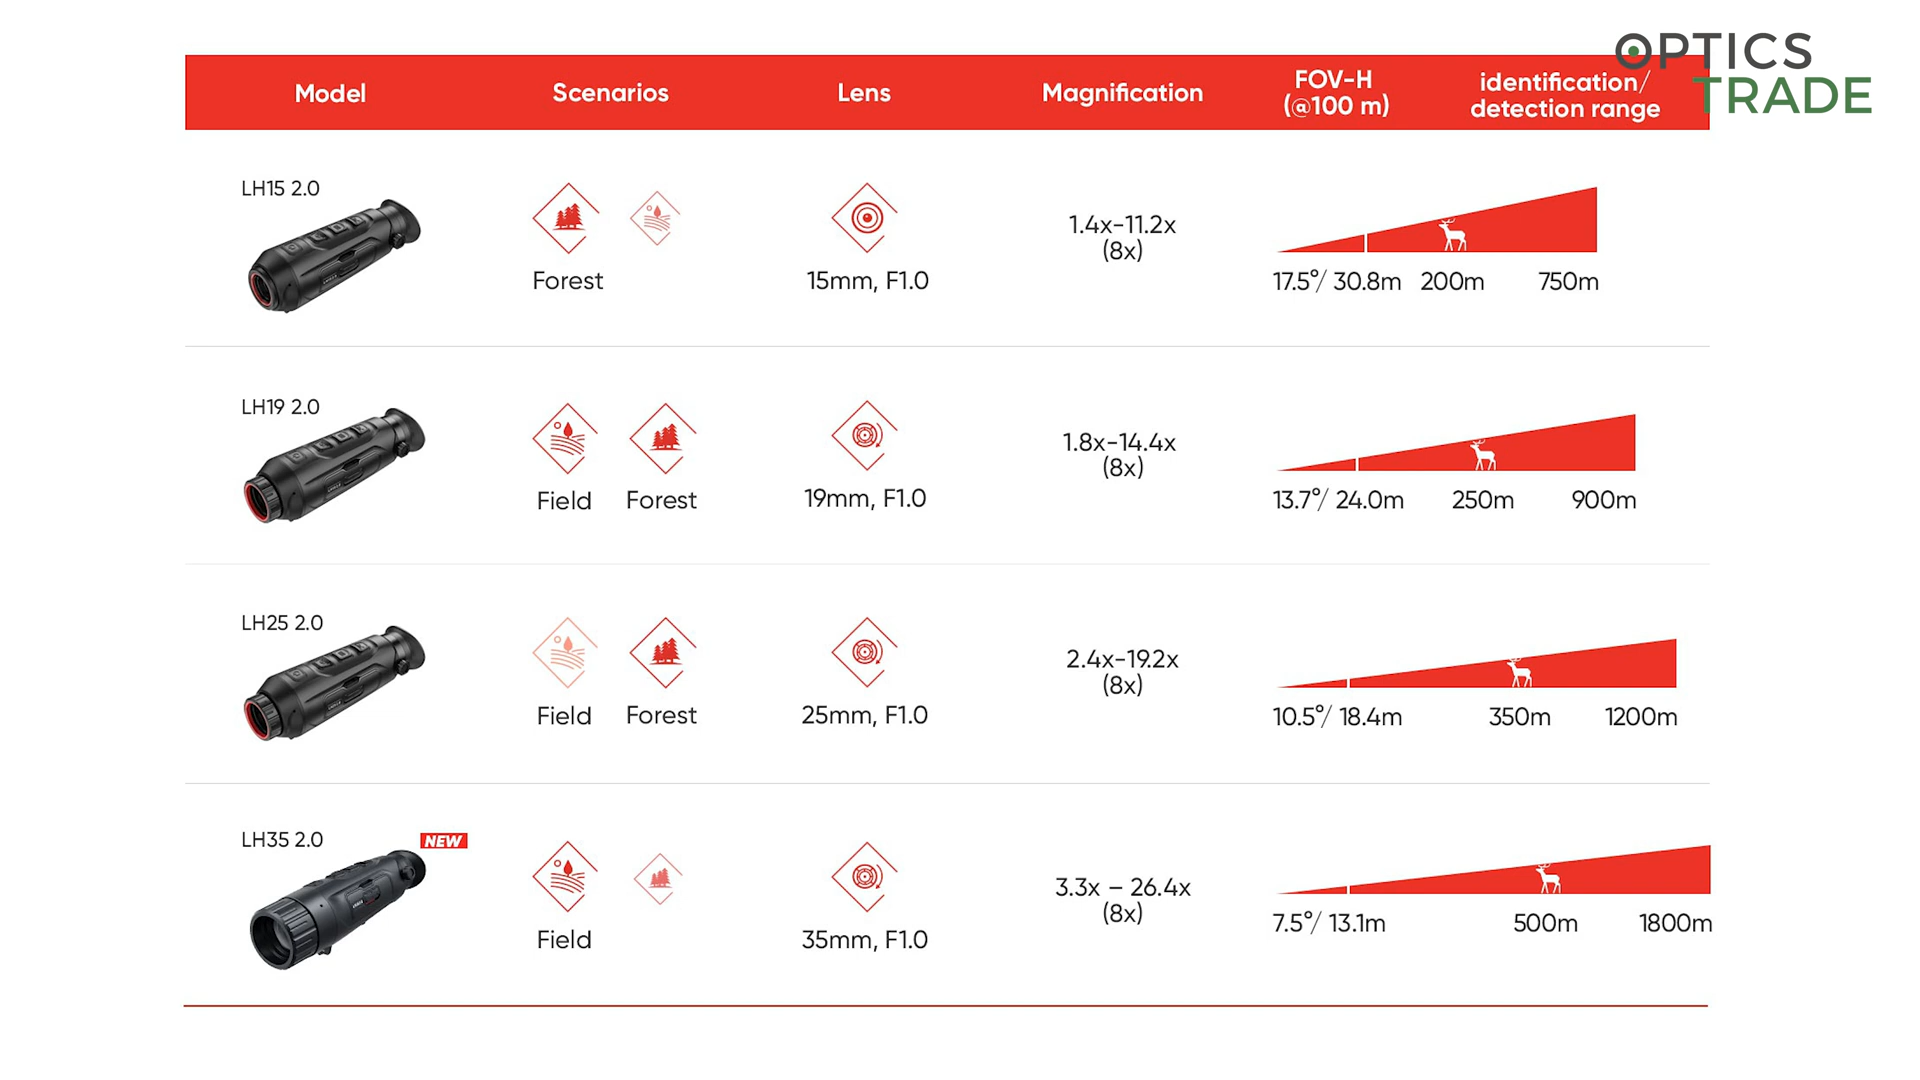 OPTICS
TRADE
Model
Scenarios
Lens
Magnification
FOV-H
(@100 m)
identification/
detection range
LH15 2.0
Forest
15mm, F1.0
1.4x-11.2x
(8x)
17.5°/ 30.8m
200m
750m
LH19 2.0
Field
Forest
19mm, F1.0
1.8x-14.4x
(8x)
13.7°/ 24.0m
250m
900m
LH25 2.0
Field
Forest
25mm, F1.0
2.4x-19.2x
(8x)
10.5°/ 18.4m
350m
1200m
LH35 2.0
NEW
Field
35mm, F1.0
3.3x – 26.4x
(8x)
7.5°/ 13.1m
500m
1800m